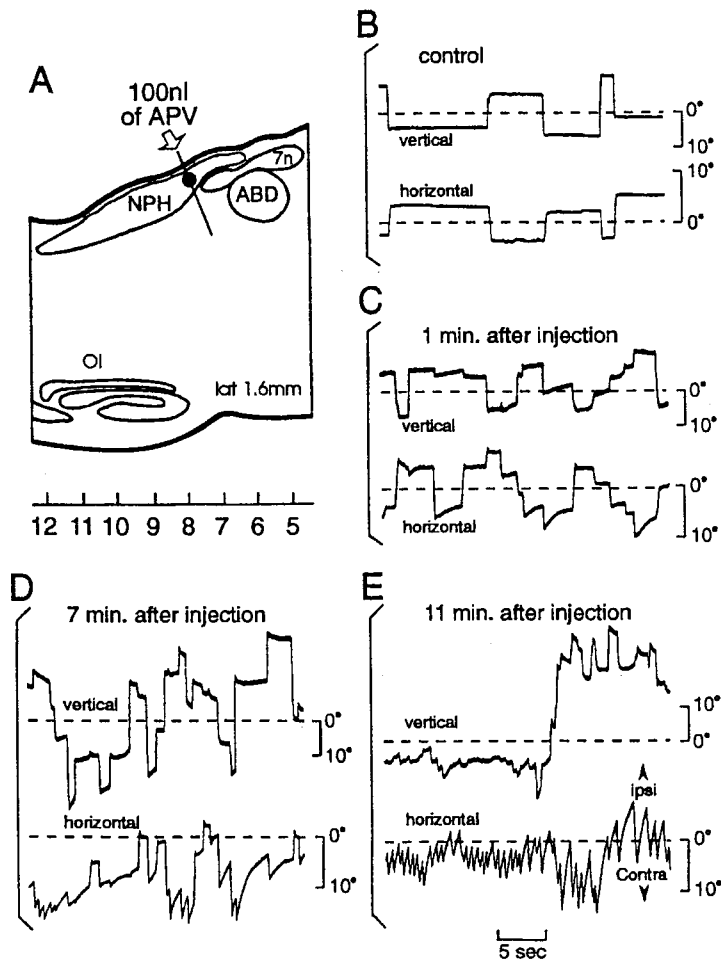 A
100nl
of APV
7n
NPH
ABD
OI
lat 1.6mm
12 11 10 9 8 7 6 5
B
control
vertical
0°
10°
horizontal
10°
0°
C
1 min. after injection
vertical
0°
10°
horizontal
0°
10°
D
7 min. after injection
vertical
0°
10°
horizontal
0°
10°
E
11 min. after injection
vertical
10°
0°
ipsi
horizontal
0°
Contra
10°
5 sec